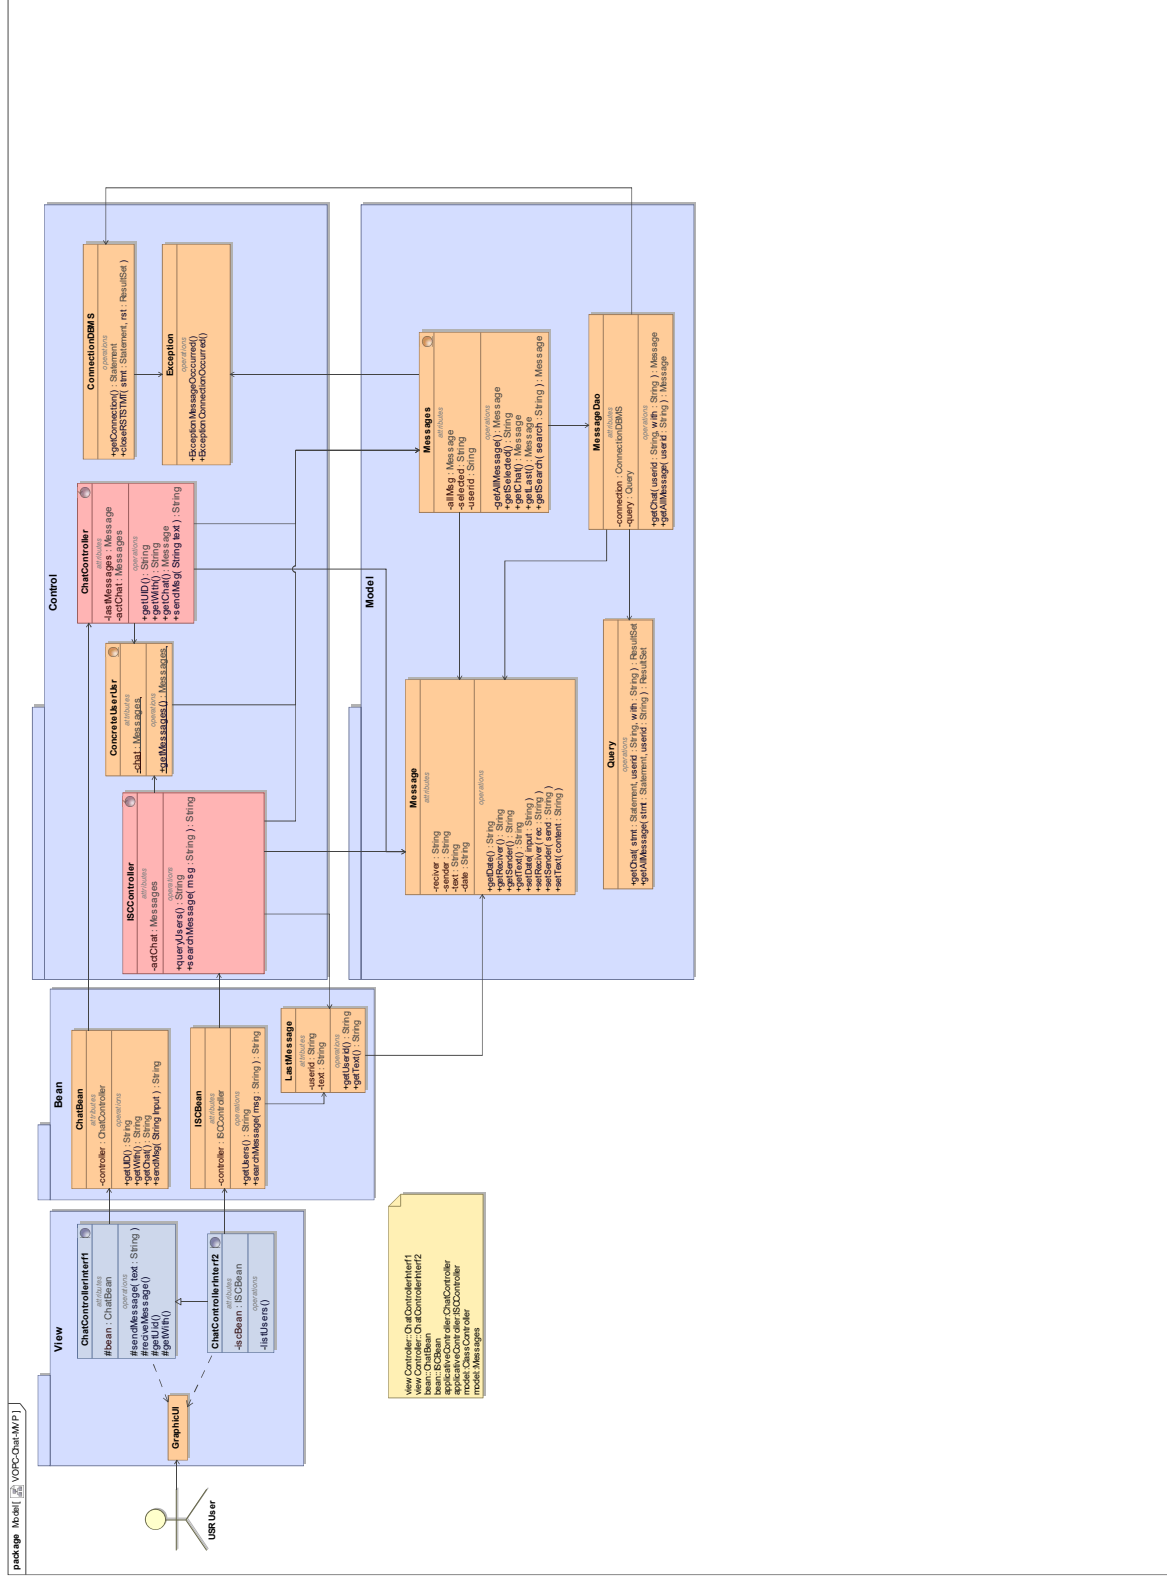 package Model[ VOPC-Chat-MVP ]
USR User
View
GraphicUI
ChatControllerInterf1
attributes
#bean : ChatBean
operations
#sendMessage( text : String )
#reciveMessage()
#getUid()
#getWith()
ChatControllerInterf2
attributes
-iscBean : ISCBean
operations
-listUsers()
Bean
ChatBean
attributes
-controller : ChatController
operations
+getUID() : String
+getWith() : String
+getChat() : String
+sendMsg( String Input ) : String
ISCBean
attributes
-controller : ISCController
operations
+getUsers() : String
+searchMessage( msg : String ) : String
LastMessage
attributes
-userid : String
-text : String
operations
+getUserid() : String
+getText() : String
Control
ISCController
attributes
-actChat : Messages
operations
+queryUsers() : String
+searchMessage( msg : String ) : String
ConcreteUserUsr
attributes
-chat : Messages
operations
+getMessages() : Messages
ChatController
attributes
-lastMessages : Message
-actChat : Messages
operations
+getUID() : String
+getWith() : String
+getChat() : Message
+sendMsg( String text ) : String
ConnectionDBMS
operations
+getConnection() : Statement
+closeRSTSTMT( stmt : Statement, rst : ResultSet )
Exception
operations
+ExceptionMessageOcccurred()
+ExceptionConnectionOccurred()
Model
Message
attributes
-reciver : String
-sender : String
-text : String
-date : String
operations
+getDate() : String
+getReciver() : String
+getSender() : String
+getText() : String
+setDate( input : String )
+setReciver( rec : String )
+setSender( send : String )
+setText( content : String )
Messages
attributes
-allMsg : Message
-selected : String
-userid : Sring
operations
-getAllMessage() : Message
+getSelected() : String
+getChat() : Message
+getLast() : Message
+getSearch( search : String ) : Message
MessageDao
attributes
-connection : ConnectionDBMS
-query : Query
operations
+getChat( userid : String, with : String ) : Message
+getAllMessage( userid : String ) : Message
Query
operations
+getChat( stmt : Statement, userid : String, with : String ) : ResultSet
+getAllMessage( stmt : Statement, userid : String ) : ResultSet
view Controller::ChatControllerInterf1
view Controller::ChatControllerInterf2
bean::ChatBean
bean::ISCBean
applicativeController:ChatController
applicativeController:ISCController
model:ClassController
model:Messages